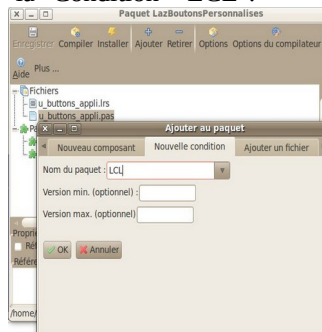 la "Condition" "LCL".
Paquet LazBoutonsPersonnalises
Enregistrer Compiler Installer Ajouter Retirer Options Options du compilateur
Aide Plus ...
Fichiers
u_buttons_appli.lrs
u_buttons_appli.pas
Ajouter au paquet
Nouveau composant Nouvelle condition Ajouter un fichier
Nom du paquet : LCL
Version min. (optionnel) :
Version max. (optionnel)
OK Annuler
/home/